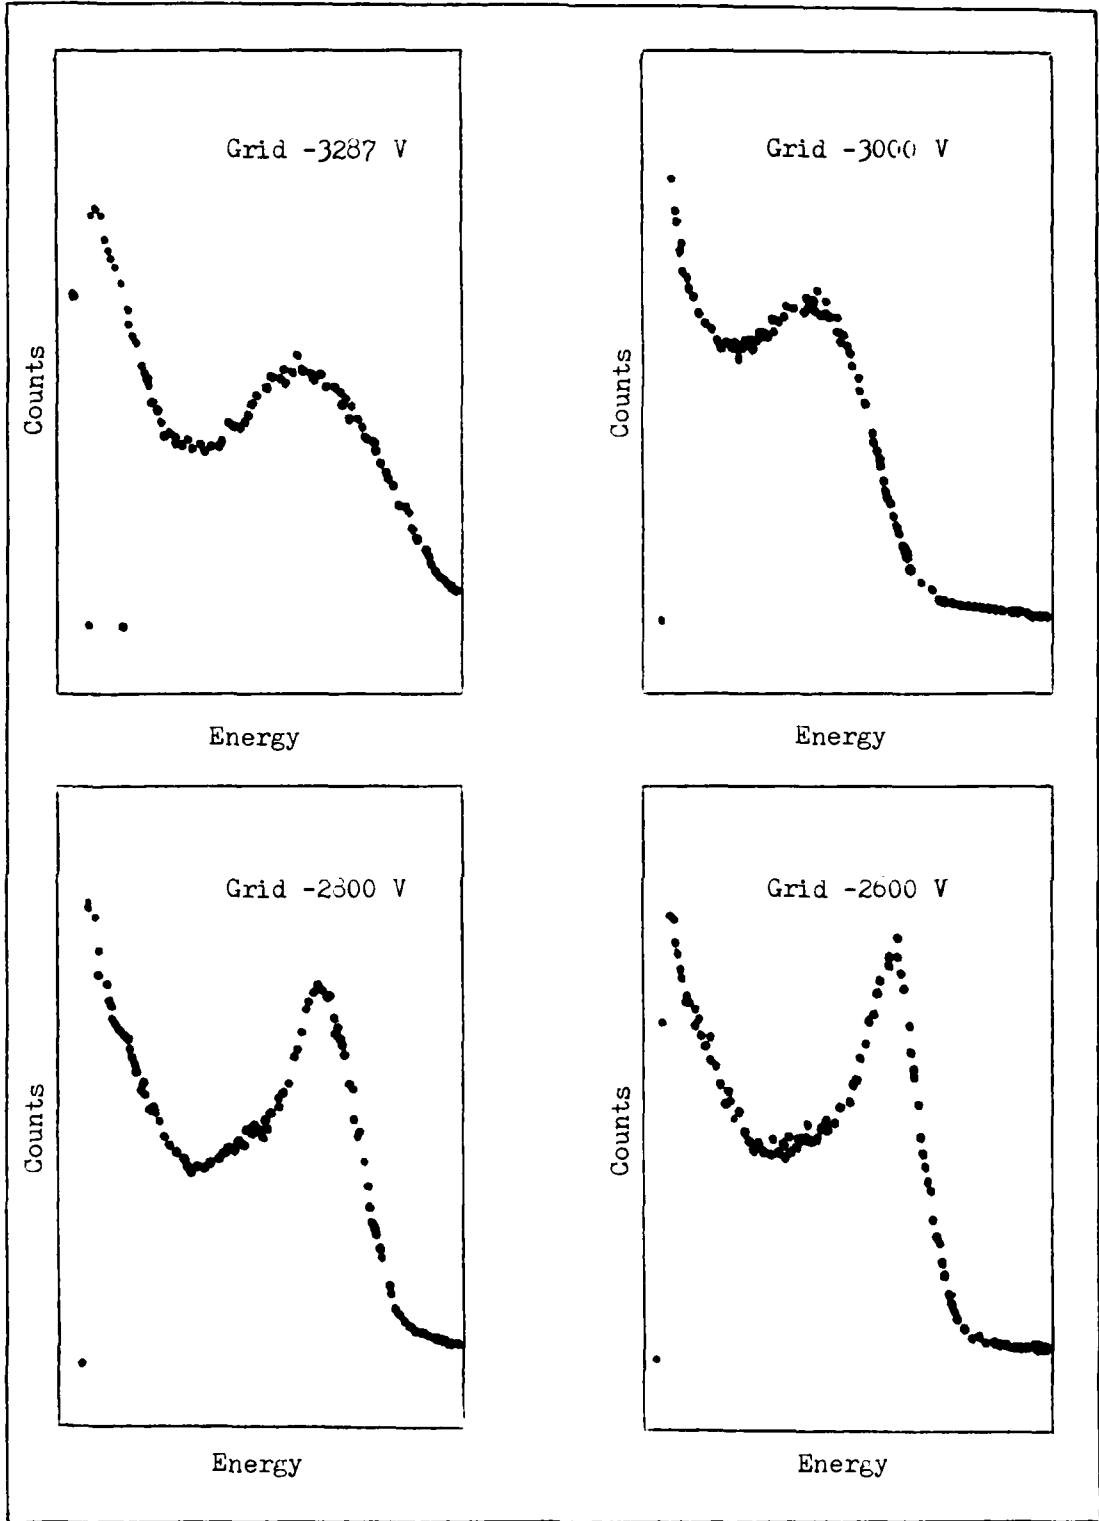 Grid -3287 V
Counts
Energy
Grid -3000 V
Counts
Energy
Grid -2800 V
Counts
Energy
Grid -2600 V
Counts
Energy